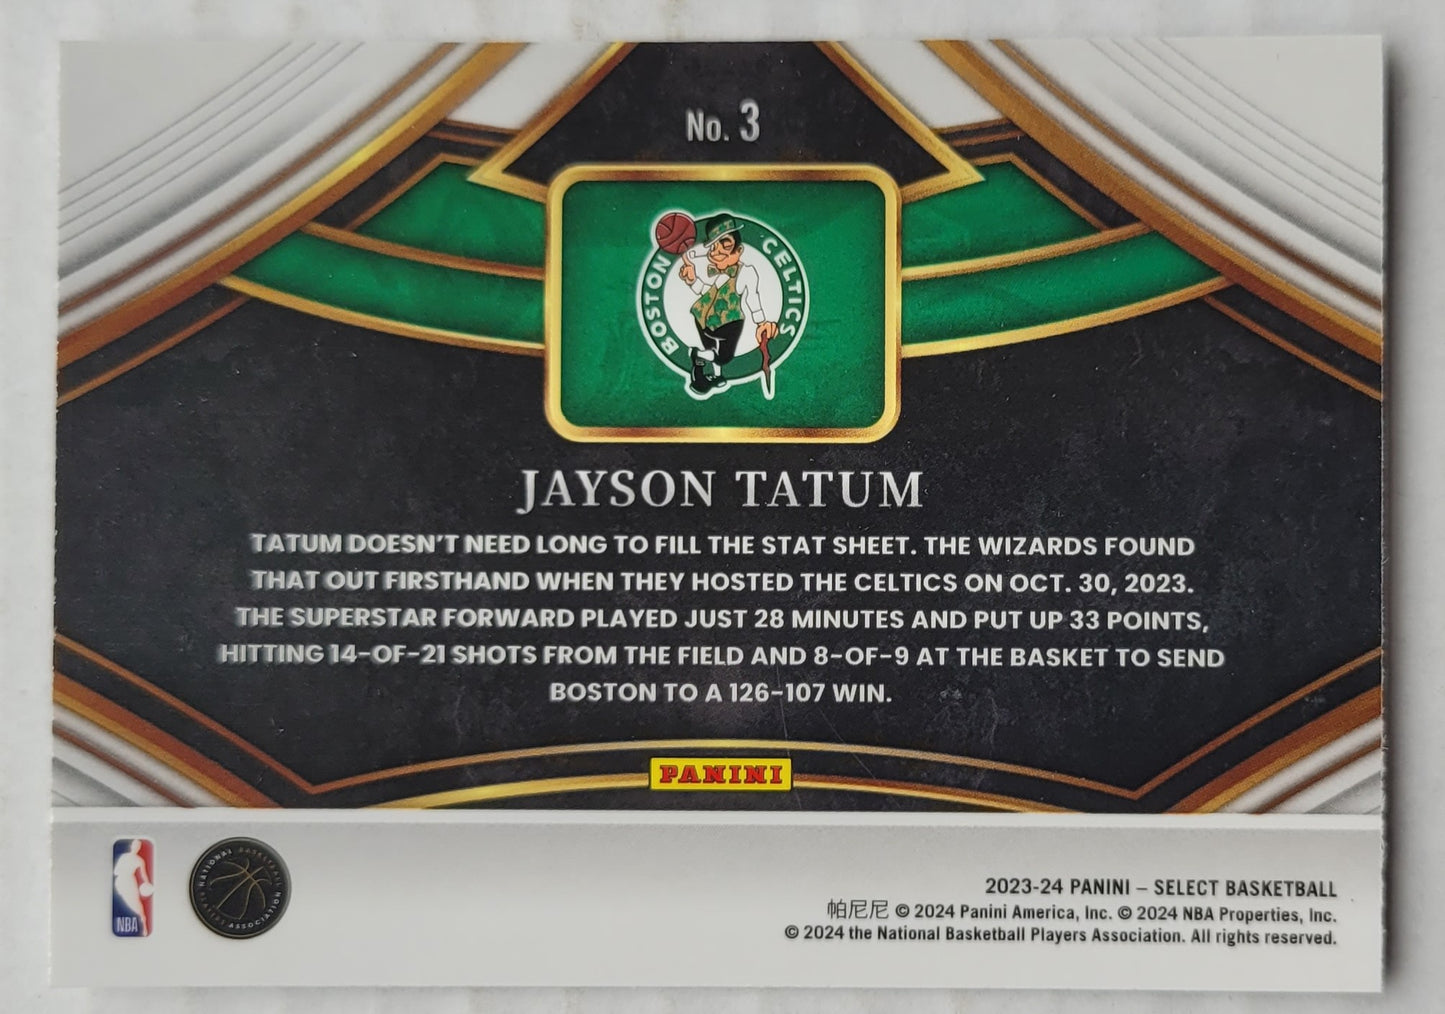 No. 3
BOSTON CELTICS
JAYSON TATUM
TATUM DOESN'T NEED LONG TO FILL THE STAT SHEET. THE WIZARDS FOUND
THAT OUT FIRSTHAND WHEN THEY HOSTED THE CELTICS ON OCT. 30, 2023.
THE SUPERSTAR FORWARD PLAYED JUST 28 MINUTES AND PUT UP 33 POINTS,
HITTING 14-OF-21 SHOTS FROM THE FIELD AND 8-OF-9 AT THE BASKET TO SEND
BOSTON TO A 126-107 WIN.
PANINI
NBA
NATIONAL BASKETBALL PLAYERS ASSOCIATION
2023-24 PANINI – SELECT BASKETBALL
帕尼尼 © 2024 Panini America, Inc. © 2024 NBA Properties, Inc.
© 2024 the National Basketball Players Association. All rights reserved.